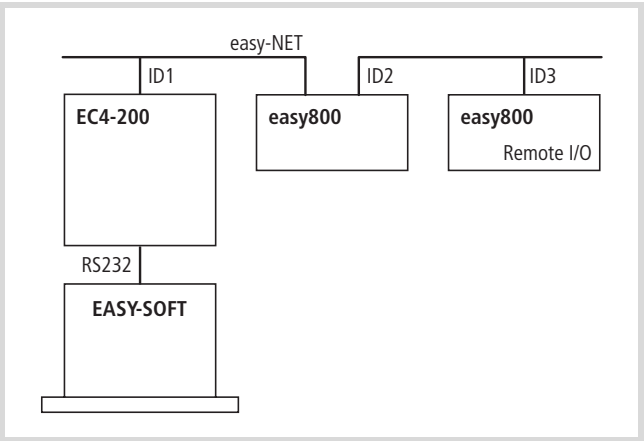 easy-NET
ID1
ID2
ID3
EC4-200
easy800
easy800
Remote I/O
RS232
EASY-SOFT